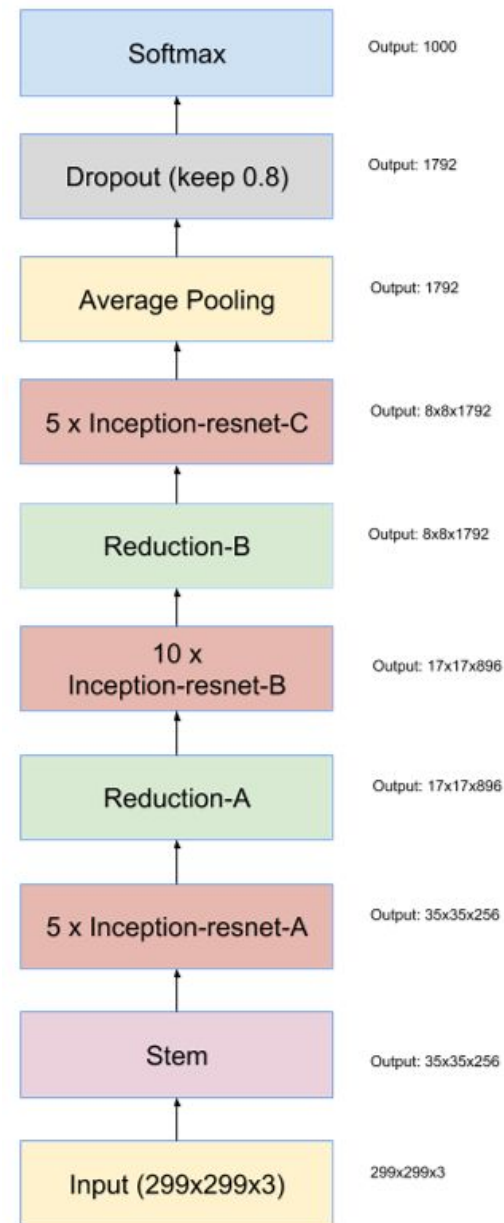 Softmax
Output: 1000
Dropout (keep 0.8)
Output: 1792
Average Pooling
Output: 1792
5 x Inception-resnet-C
Output: 8x8x1792
Reduction-B
Output: 8x8x1792
10 x
Inception-resnet-B
Output: 17x17x896
Reduction-A
Output: 17x17x896
5 x Inception-resnet-A
Output: 35x35x256
Stem
Output: 35x35x256
Input (299x299x3)
299x299x3